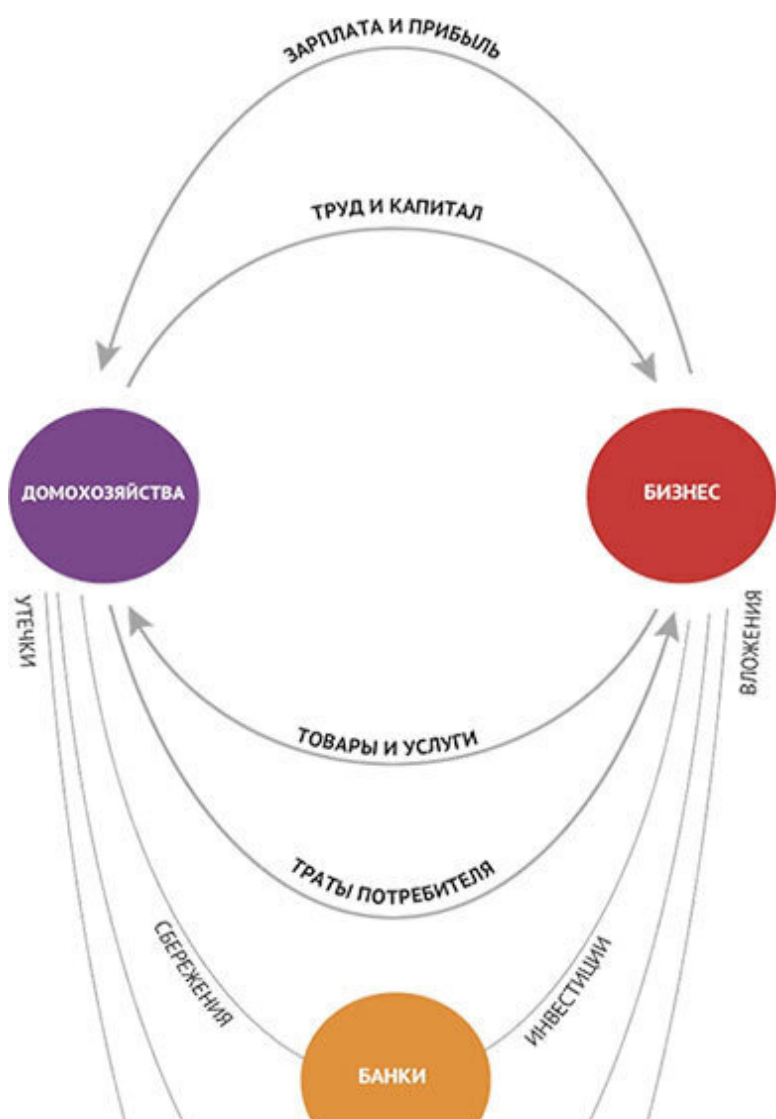 ЗАРПЛАТА И ПРИБЫЛЬ
ТРУД И КАПИТАЛ
ДОМОХОЗЯЙСТВА
БИЗНЕС
УТЕЧКИ
ВЛОЖЕНИЯ
ТОВАРЫ И УСЛУГИ
ТРАТЫ ПОТРЕБИТЕЛЯ
СБЕРЕЖЕНИЯ
ИНВЕСТИЦИИ
БАНКИ